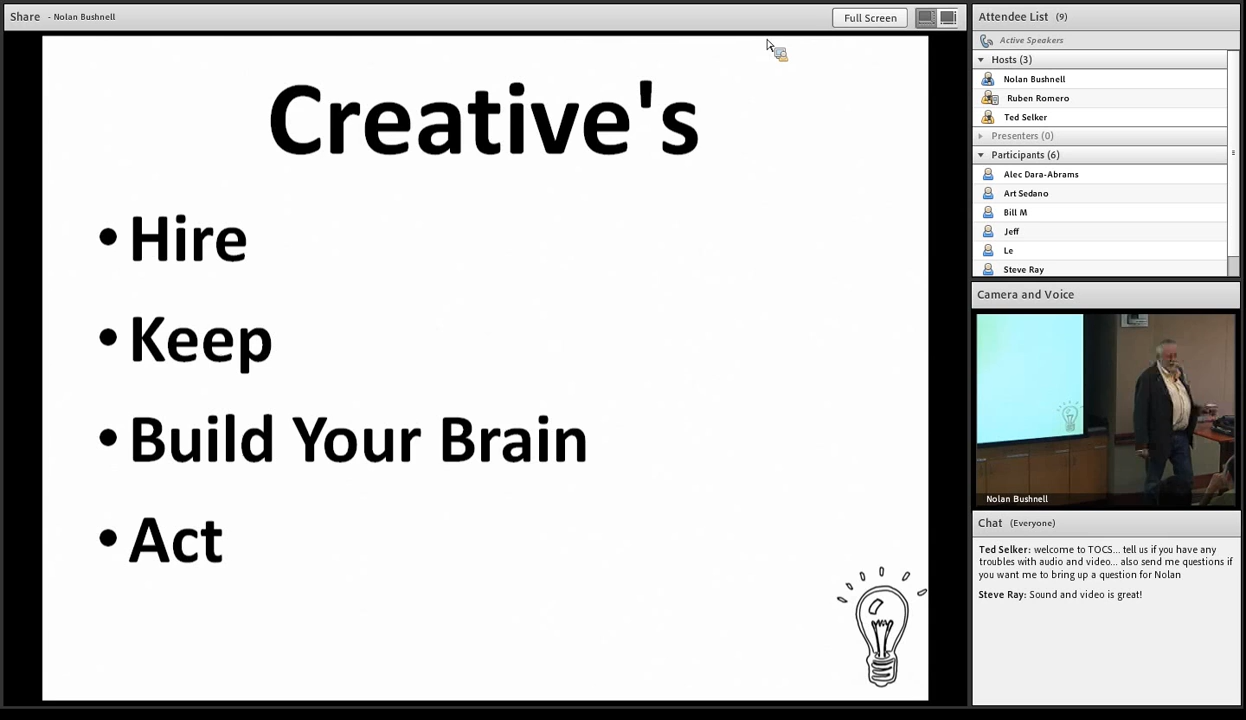 Share - Nolan Bushnell
Full Screen
Creative's
• Hire
• Keep
• Build Your Brain
• Act
Attendee List (9)
Active Speakers
Hosts (3)
Nolan Bushnell
Ruben Romero
Ted Selker
Presenters (0)
Participants (6)
Alec Dara-Abrams
Art Sedano
Bill M
Jeff
Le
Steve Ray
Camera and Voice
Nolan Bushnell
Chat (Everyone)
Ted Selker: welcome to TOCS... tell us if you have any
troubles with audio and video... also send me questions if
you want me to bring up a question for Nolan
Steve Ray: Sound and video is great!